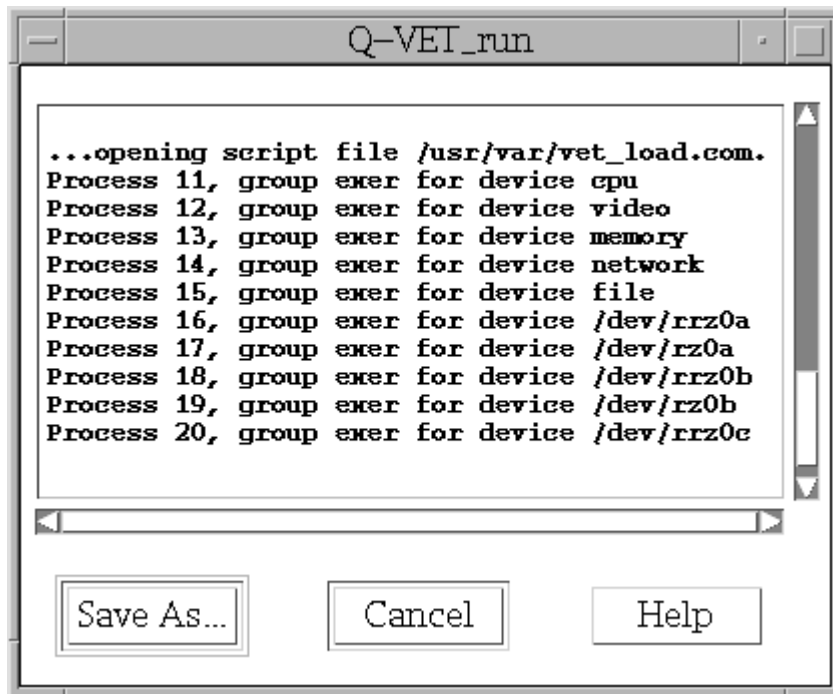 Q-VET_run
...opening script file /usr/var/vet_load.com.
Process 11, group exer for device cpu
Process 12, group exer for device video
Process 13, group exer for device memory
Process 14, group exer for device network
Process 15, group exer for device file
Process 16, group exer for device /dev/rrz0a
Process 17, group exer for device /dev/rz0a
Process 18, group exer for device /dev/rrz0b
Process 19, group exer for device /dev/rz0b
Process 20, group exer for device /dev/rrz0c
Save As... Cancel Help